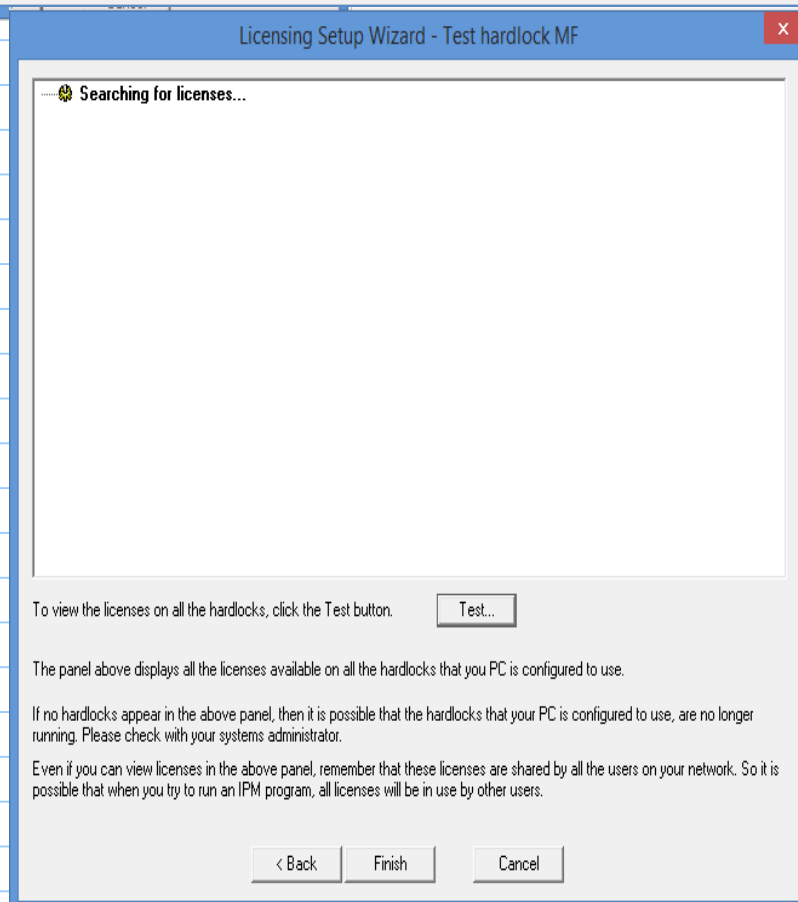 Licensing Setup Wizard - Test hardlock MF
x
Searching for licenses...
To view the licenses on all the hardlocks, click the Test button.
Test...
The panel above displays all the licenses available on all the hardlocks that you PC is configured to use.
If no hardlocks appear in the above panel, then it is possible that the hardlocks that your PC is configured to use, are no longer
running. Please check with your systems administrator.
Even if you can view licenses in the above panel, remember that these licenses are shared by all the users on your network. So it is
possible that when you try to run an IPM program, all licenses will be in use by other users.
< Back
Finish
Cancel